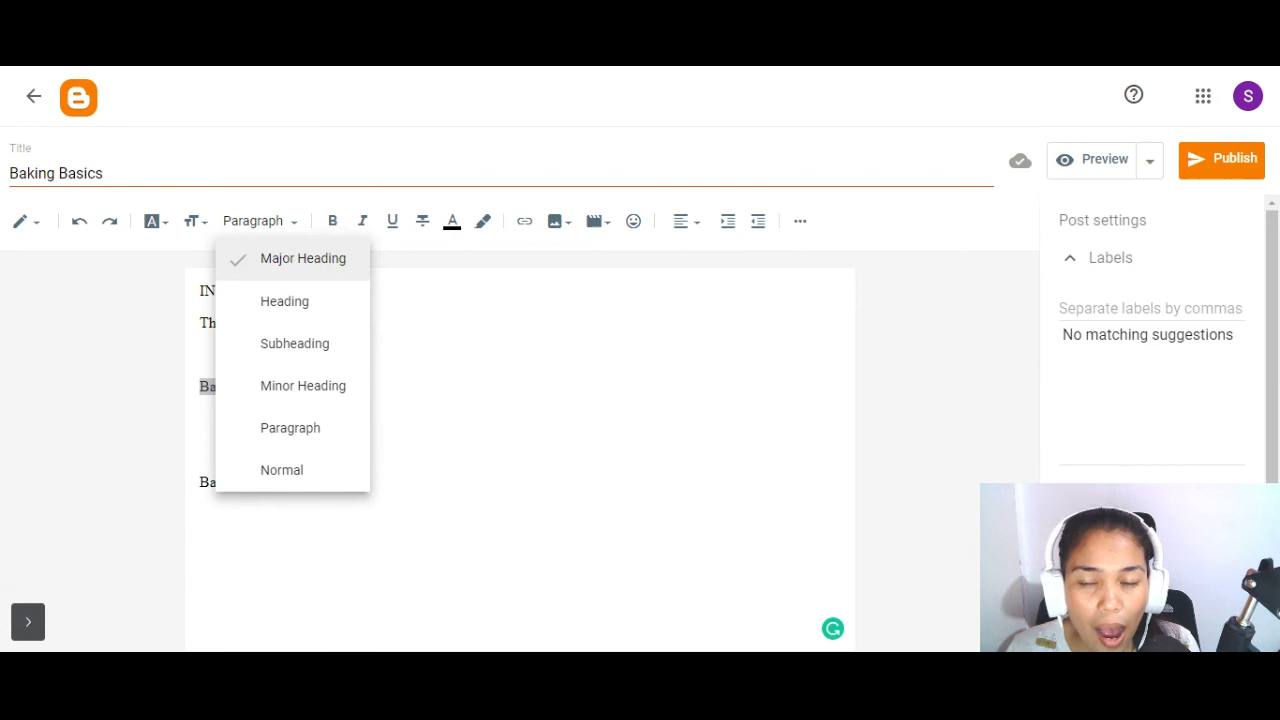 S
Title
Baking Basics
Preview
Publish
Paragraph
B I U A
Post settings
Major Heading
Labels
IN
Heading
Separate labels by commas
Th
No matching suggestions
Subheading
Ba
Minor Heading
Paragraph
Normal
Ba